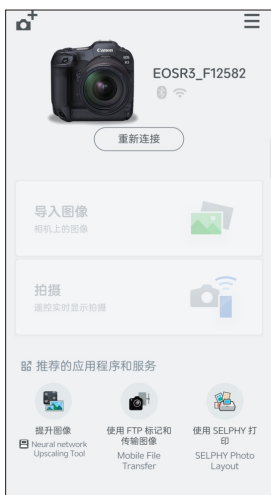 Canon
EOSR3_F12582
重新连接
导入图像
相机上的图像
拍摄
遥控实时显示拍摄
推荐的应用程序和服务
提升图像
Neural network
Upscaling Tool
使用 FTP 标记和
传输图像
Mobile File
Transfer
使用 SELPHY 打
印
SELPHY Photo
Layout